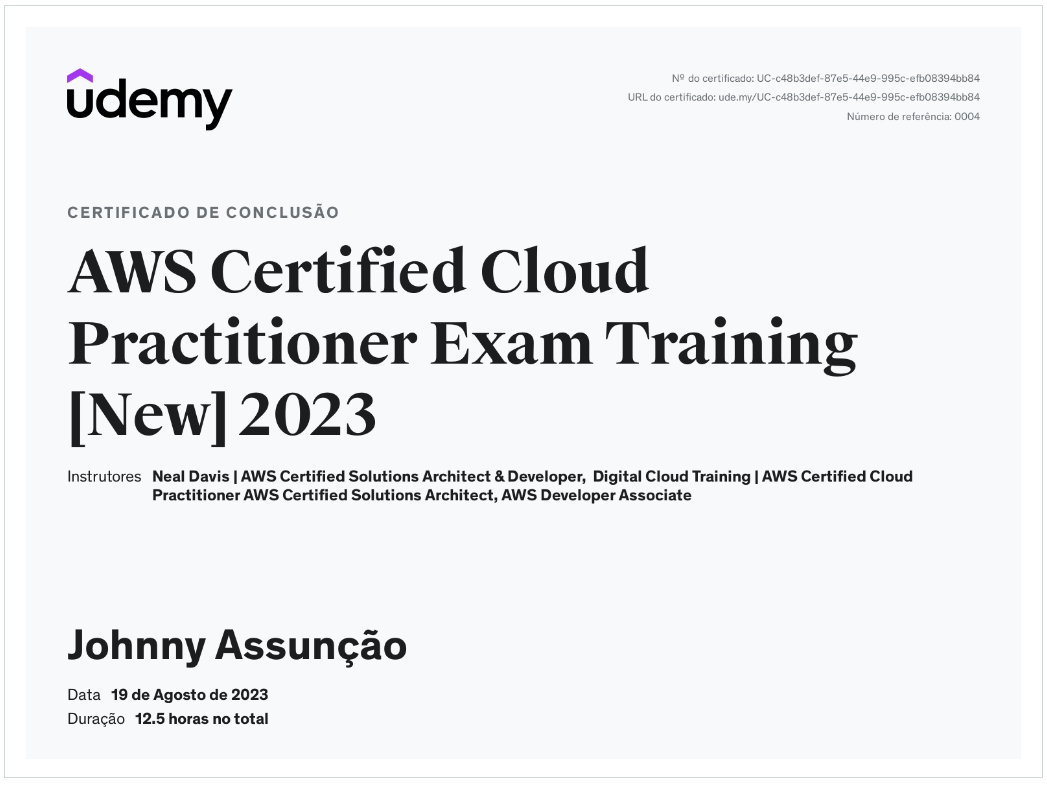 udemy
Nº do certificado: UC-c48b3def-87e5-44e9-995c-efb08394bb84
URL do certificado: ude.my/UC-c48b3def-87e5-44e9-995c-efb08394bb84
Número de referência: 0004
CERTIFICADO DE CONCLUSÃO
AWS Certified Cloud
Practitioner Exam Training
[New] 2023
Instrutores Neal Davis | AWS Certified Solutions Architect & Developer, Digital Cloud Training | AWS Certified Cloud
Practitioner AWS Certified Solutions Architect, AWS Developer Associate
Johnny Assunção
Data 19 de Agosto de 2023
Duração 12.5 horas no total